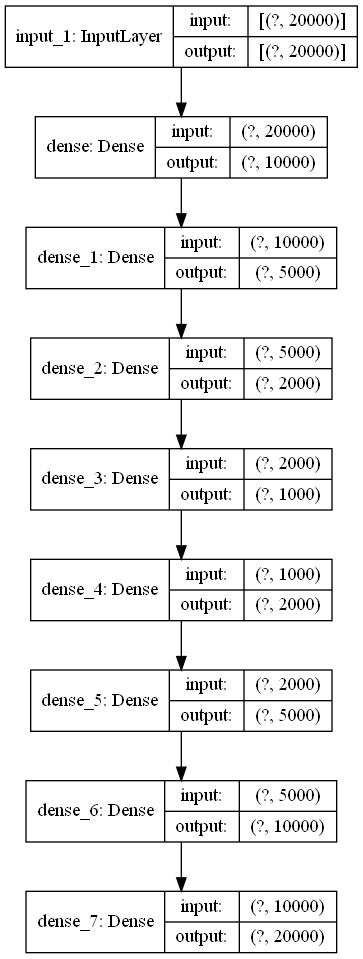 input_1: InputLayer
input: [(?, 20000)]
output: [(?, 20000)]
dense: Dense
input: (?, 20000)
output: (?, 10000)
dense_1: Dense
input: (?, 10000)
output: (?, 5000)
dense_2: Dense
input: (?, 5000)
output: (?, 2000)
dense_3: Dense
input: (?, 2000)
output: (?, 1000)
dense_4: Dense
input: (?, 1000)
output: (?, 2000)
dense_5: Dense
input: (?, 2000)
output: (?, 5000)
dense_6: Dense
input: (?, 5000)
output: (?, 10000)
dense_7: Dense
input: (?, 10000)
output: (?, 20000)